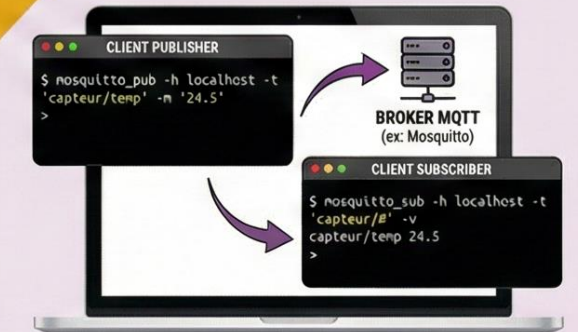 CLIENT PUBLISHER
$ mosquitto_pub -h localhost -t
'capteur/temp' -m '24.5'
>
BROKER MQTT
(ex: Mosquitto)
CLIENT SUBSCRIBER
$ mosquitto_sub -h localhost -t
'capteur/#' -v
capteur/temp 24.5
>